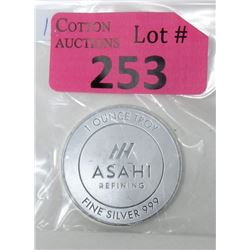 COTTON
AUCTIONS
Lot #
253
1 OUNCE TROY
ASAHI
REFINING
FINE SILVER 999